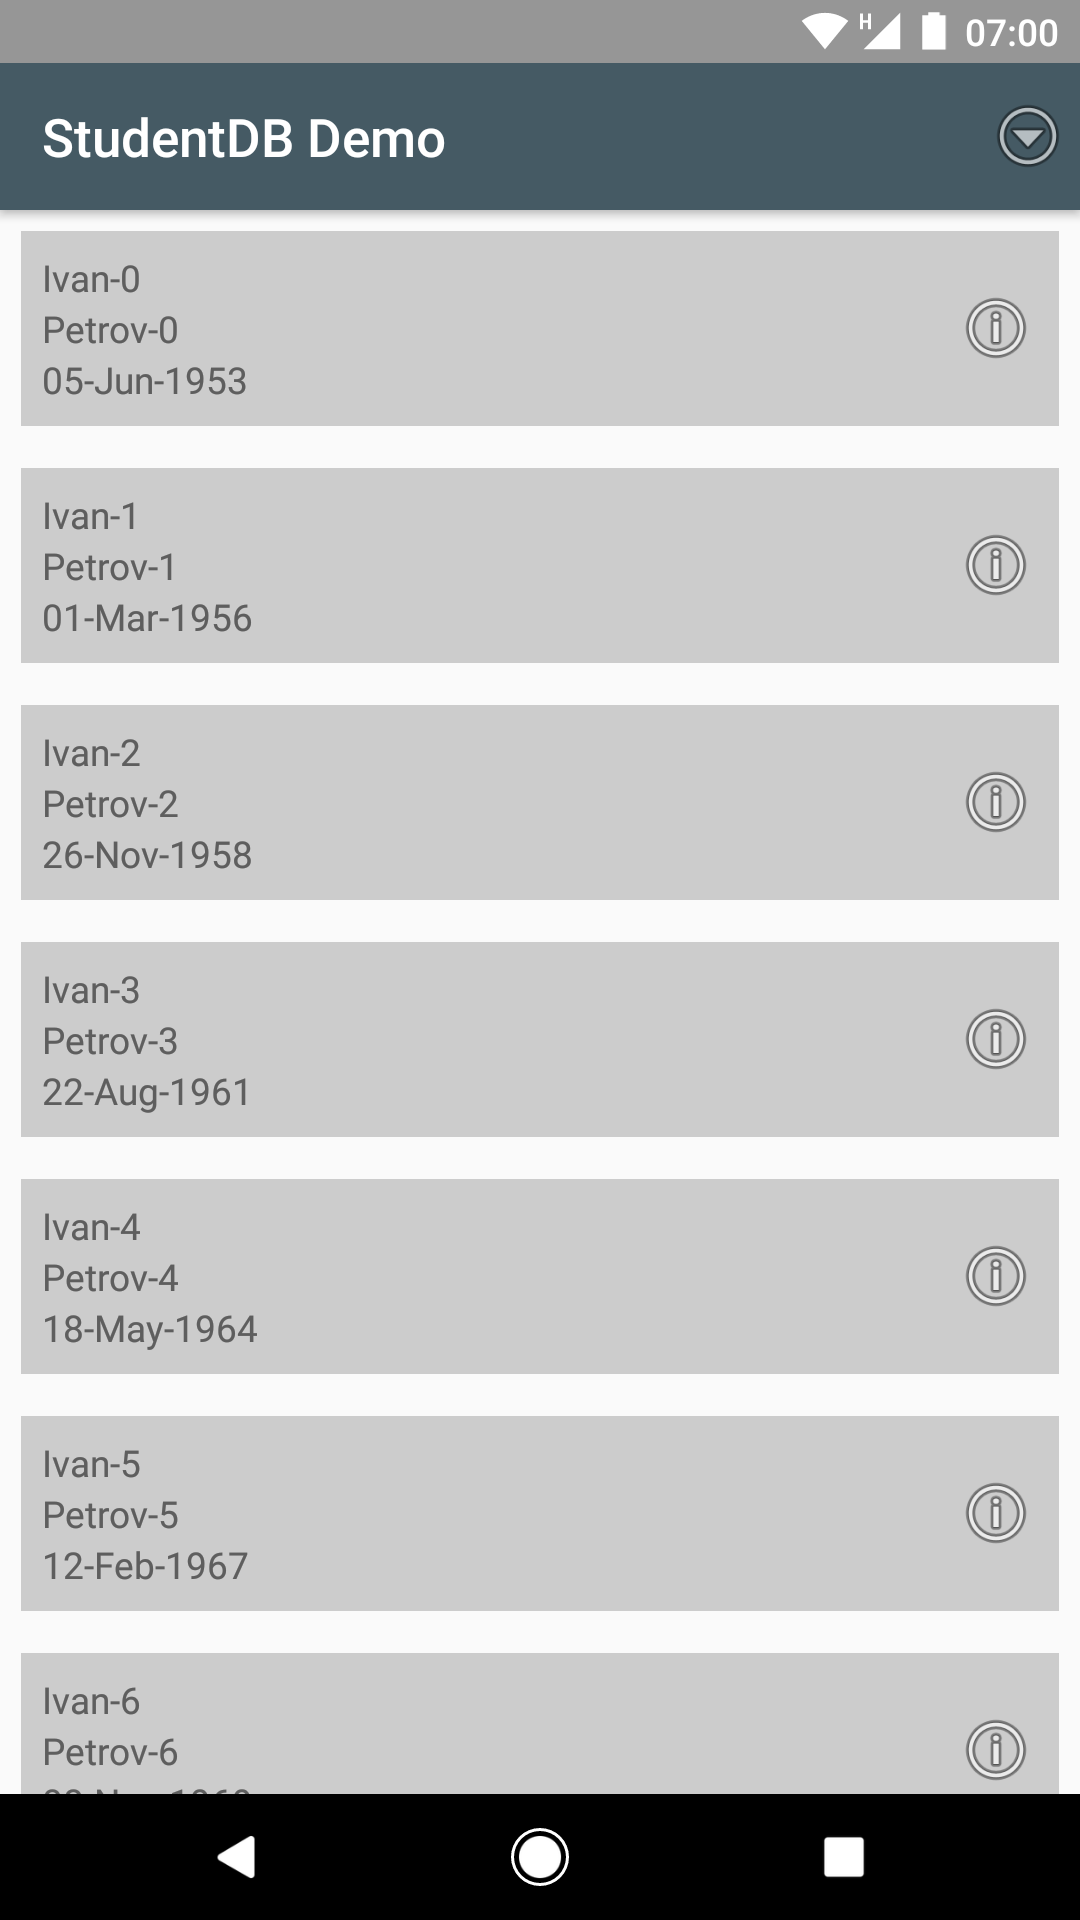 H 07:00
StudentDB Demo
Ivan-0
Petrov-0
05-Jun-1953
Ivan-1
Petrov-1
01-Mar-1956
Ivan-2
Petrov-2
26-Nov-1958
Ivan-3
Petrov-3
22-Aug-1961
Ivan-4
Petrov-4
18-May-1964
Ivan-5
Petrov-5
12-Feb-1967
Ivan-6
Petrov-6